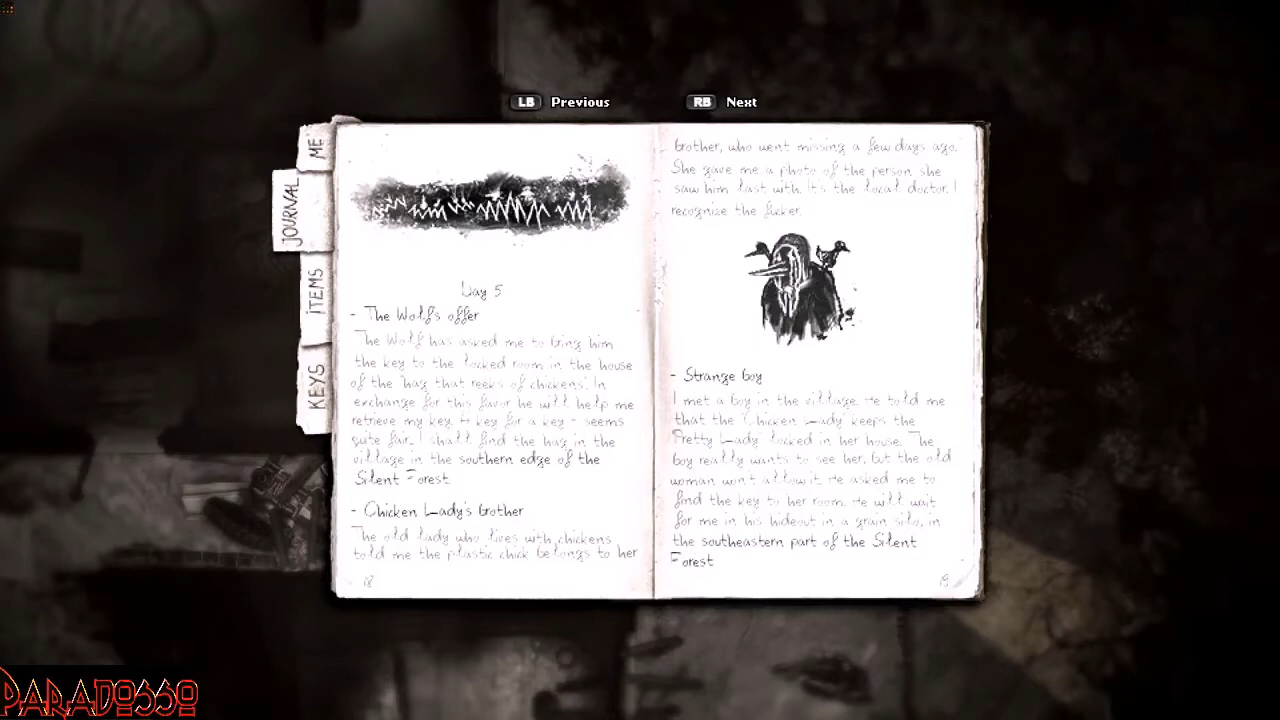 LB Previous
RB Next
ME
JOURNAL
ITEMS
KEYS
Day 5
- The Wolf's offer
The Wolf has asked me to bring him
the key to the locked room in the house
of the 'hag that reeks of chickens'. In
exchange for this favor he will help me
retrieve my key. A key for a key - seems
quite fair. I shall find the hag in the
village in the southern edge of the
Silent Forest
- Chicken Lady's brother
The old lady who lives with chickens
told me the plastic chick belongs to her
18
brother, who went missing a few days ago.
She gave me a photo of the person she
saw him last with. It's the local doctor. I
recognize the fucker.
- Strange boy
I met a boy in the village. He told me
that the Chicken Lady keeps the
Pretty Lady locked in her house. The
boy really wants to see her, but the old
woman won't allow it. He asked me to
find the key to her room. He will wait
for me in his hideout in a grain silo, in
the southeastern part of the Silent
Forest
19
PARADOSSO